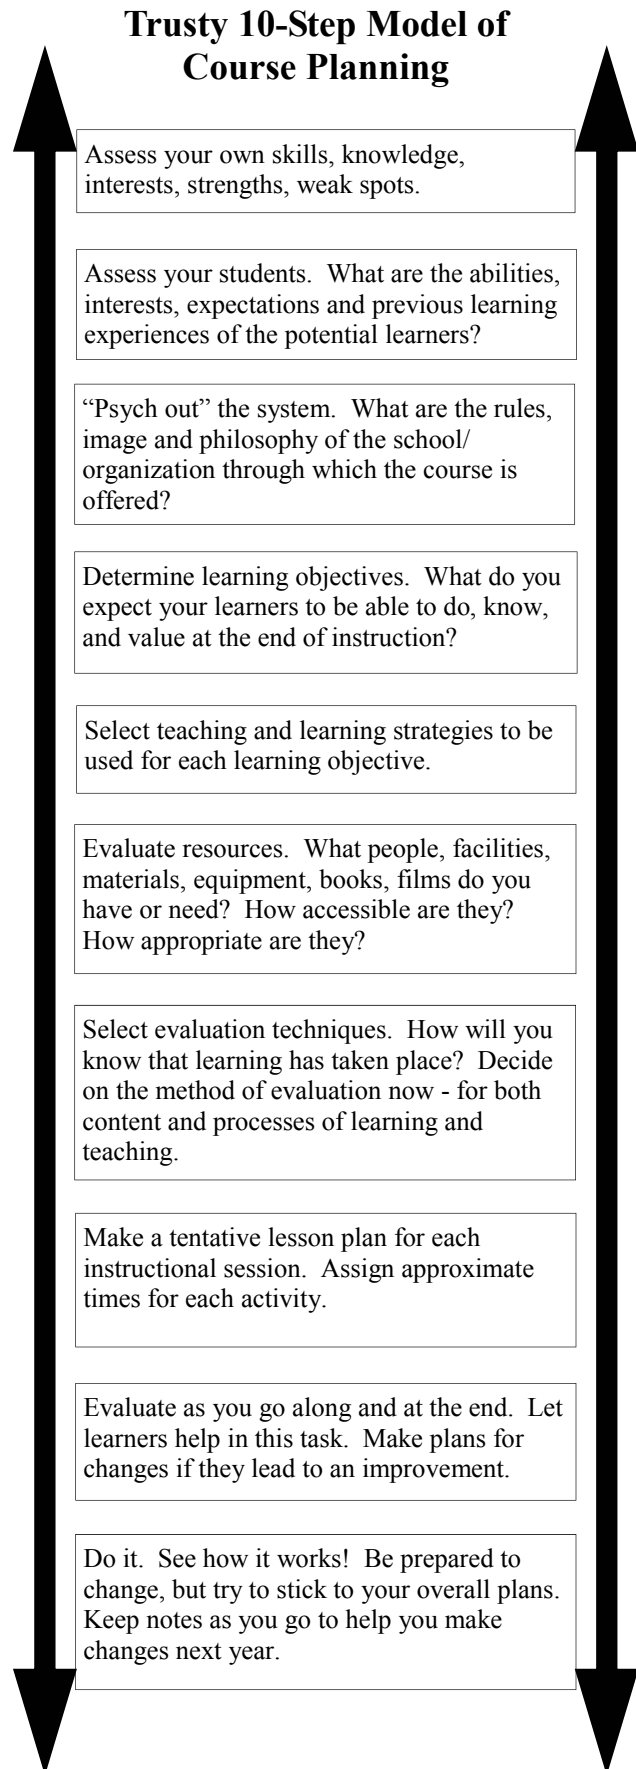 Trusty 10-Step Model of
Course Planning
Assess your own skills, knowledge,
interests, strengths, weak spots.
Assess your students.  What are the abilities,
interests, expectations and previous learning
experiences of the potential learners?
“Psych out” the system.  What are the rules,
image and philosophy of the school/
organization through which the course is
offered?
Determine learning objectives.  What do you
expect your learners to be able to do, know,
and value at the end of instruction?
Select teaching and learning strategies to be
used for each learning objective.
Evaluate resources.  What people, facilities,
materials, equipment, books, films do you
have or need?  How accessible are they?
How appropriate are they?
Select evaluation techniques.  How will you
know that learning has taken place?  Decide
on the method of evaluation now - for both
content and processes of learning and
teaching.
Make a tentative lesson plan for each
instructional session.  Assign approximate
times for each activity.
Evaluate as you go along and at the end.  Let
learners help in this task.  Make plans for
changes if they lead to an improvement.
Do it.  See how it works!  Be prepared to
change, but try to stick to your overall plans.
Keep notes as you go to help you make
changes next year.